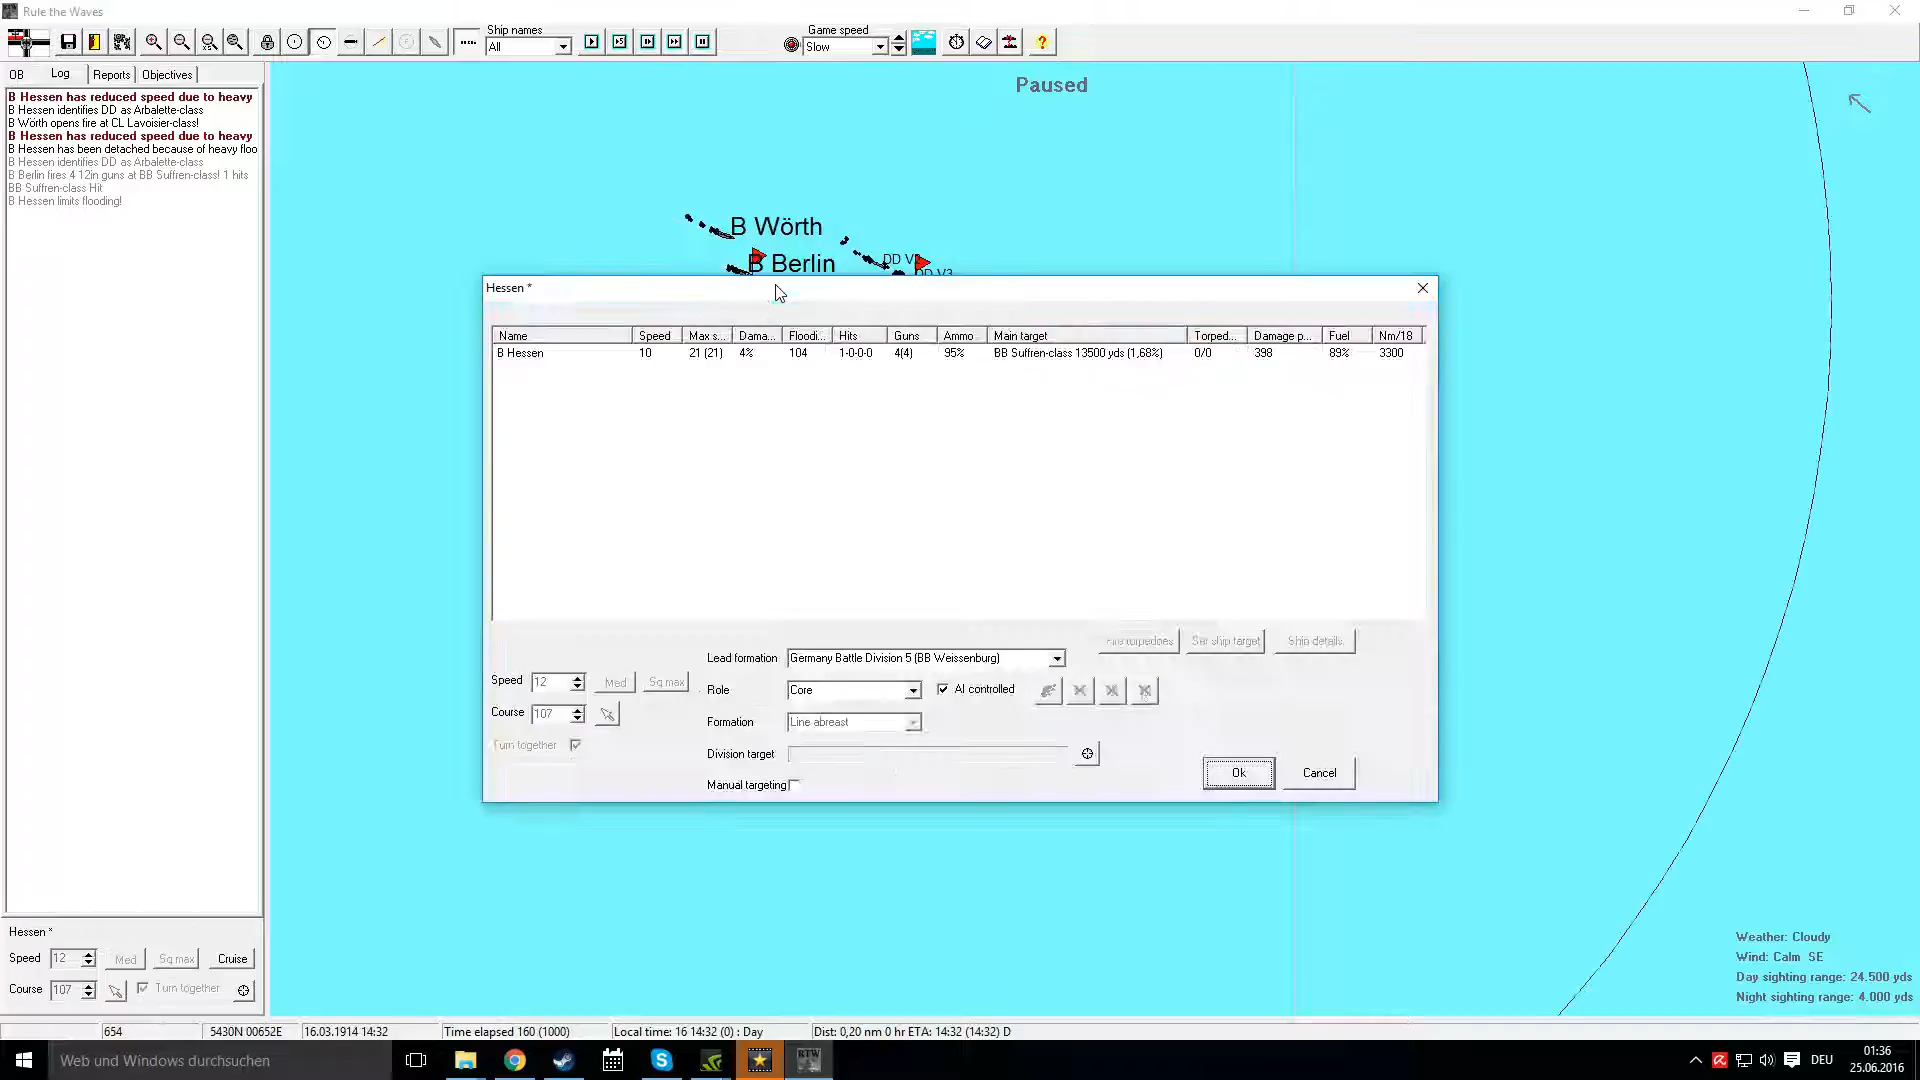 Rule the Waves
Ship names
All
Game speed
Slow
OB
Log
Reports
Objectives
Paused
B Hessen has reduced speed due to heavy
B Hessen identifies DD as Arbalette-class
B Wörth opens fire at CL Lavoisier-class!
B Hessen has reduced speed due to heavy
B Hessen has been detached because of heavy floo
B Hessen identifies DD as Arbalette-class
B Berlin fires 4 12in guns at BB Suffren-class! 1 hits
BB Suffren-class Hit
B Hessen limits flooding!
B Wörth
B Berlin
DD V3
Hessen *
Name Speed Max s... Dama... Floodi... Hits Guns Ammo Main target Torped... Damage p... Fuel Nm/18
B Hessen 10 21 (21) 4% 104 1-0-0-0 4(4) 95% BB Suffren-class 13500 yds (1,68%) 0/0 398 89% 3300
Fire torpedoes
Set ship target
Ship details
Lead formation
Germany Battle Division 5 (BB Weissenburg)
Speed 12 Med Sq max
Role
Core
AI controlled
Course 107
Formation
Line abreast
Turn together
Division target
Manual targeting
Ok
Cancel
Hessen *
Speed 12 Med Sq max Cruise
Course 107 Turn together
Weather: Cloudy
Wind: Calm SE
Day sighting range: 24.500 yds
Night sighting range: 4.000 yds
654
5430N 00652E
16.03.1914 14:32
Time elapsed 160 (1000)
Local time: 16 14:32 (0) : Day
Dist: 0,20 nm 0 hr ETA: 14:32 (14:32) D
Web und Windows durchsuchen
RTW
DEU
01:36
25.06.2016